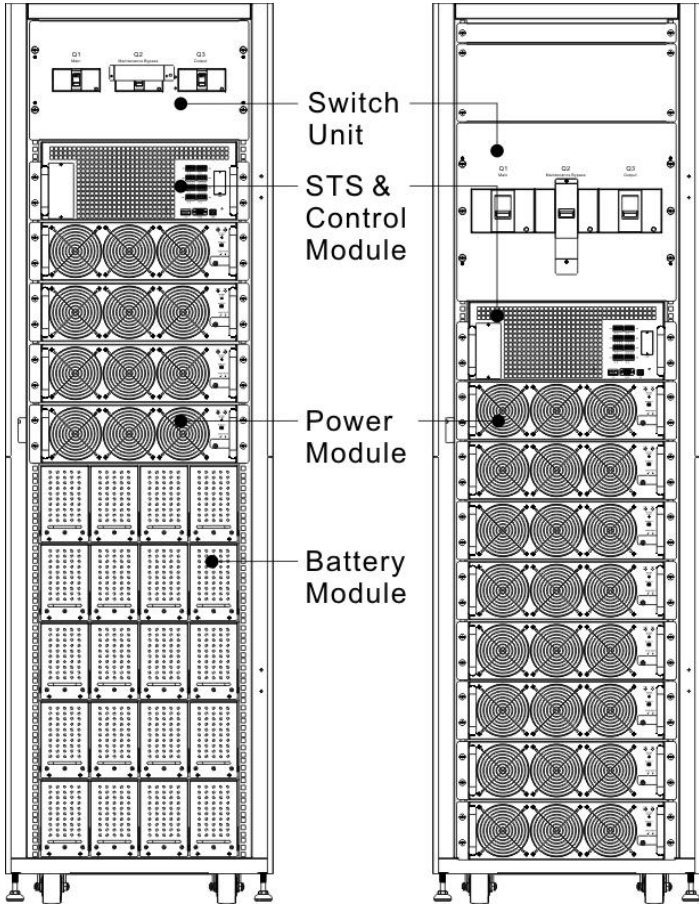 Q1
Main
Q2
Maintenance Bypass
Q3
Output
Switch
Unit
STS &
Control
Module
Power
Module
Battery
Module
Q1
Main
Q2
Maintenance Bypass
Q3
Output